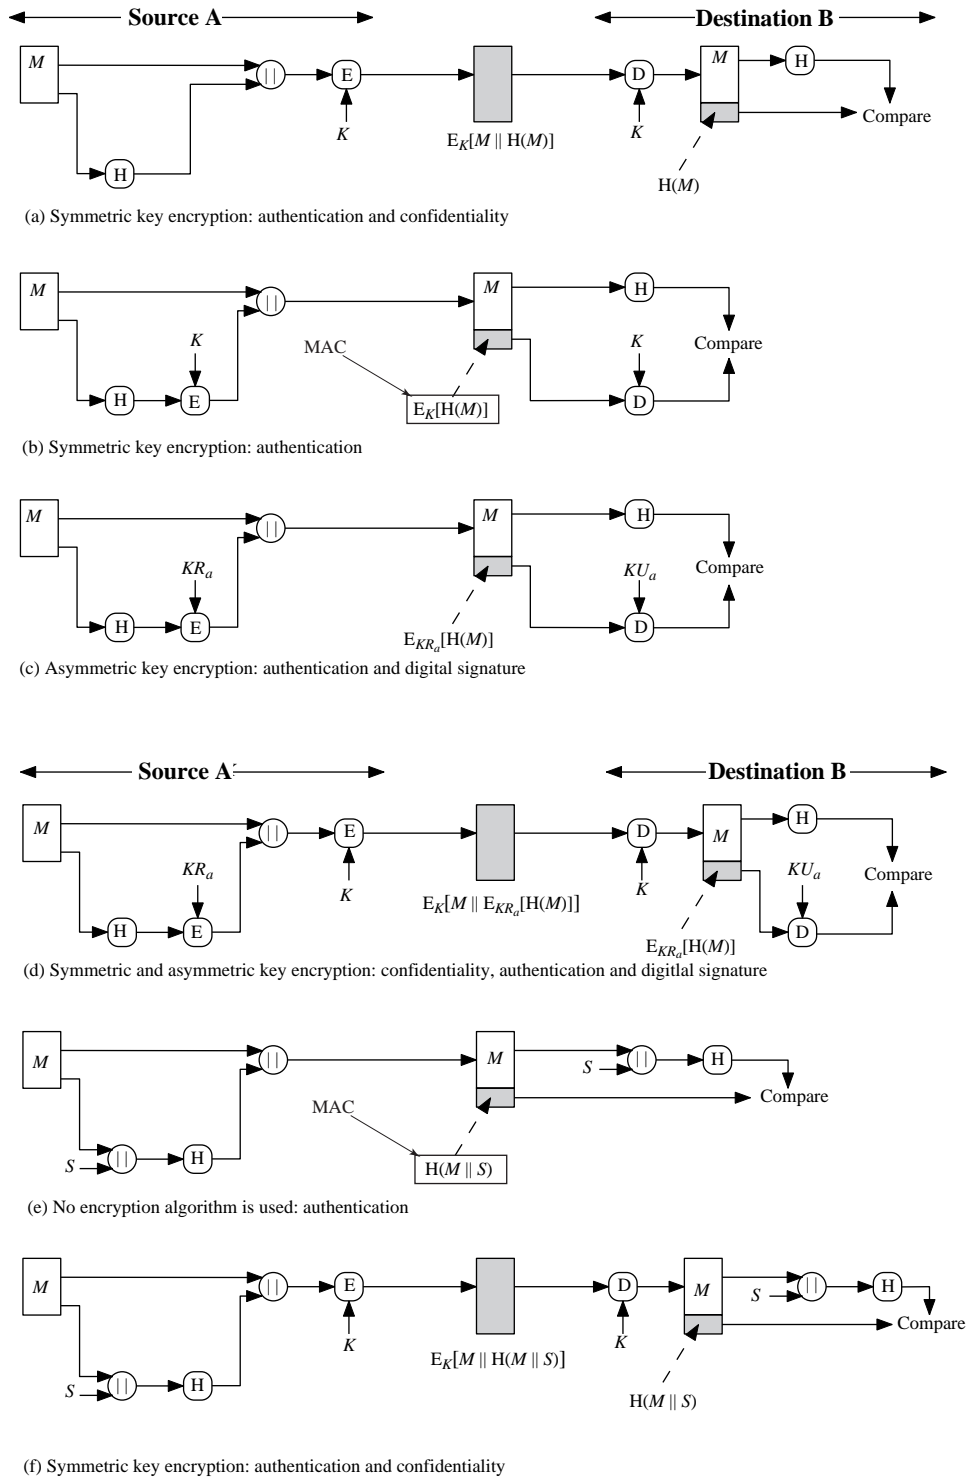 Source A
Destination B
M
||
E
K
E_K[M || H(M)]
D
K
M
H
Compare
H
H(M)
(a) Symmetric key encryption: authentication and confidentiality
M
||
K
H
E
MAC
M
E_K[H(M)]
H
K
Compare
D
(b) Symmetric key encryption: authentication
M
||
KR_a
H
E
M
E_KR_a[H(M)]
H
KU_a
Compare
D
(c) Asymmetric key encryption: authentication and digital signature
Source A
Destination B
M
||
E
K
KR_a
H
E
E_K[M || E_KR_a[H(M)]]
D
K
M
H
KU_a
Compare
D
E_KR_a[H(M)]
(d) Symmetric and asymmetric key encryption: confidentiality, authentication and digitlal signature
M
||
S
||
H
MAC
M
H(M || S)
S
||
H
Compare
(e) No encryption algorithm is used: authentication
M
||
E
K
S
||
H
E_K[M || H(M || S)]
D
K
M
S
||
H
Compare
H(M || S)
(f) Symmetric key encryption: authentication and confidentiality